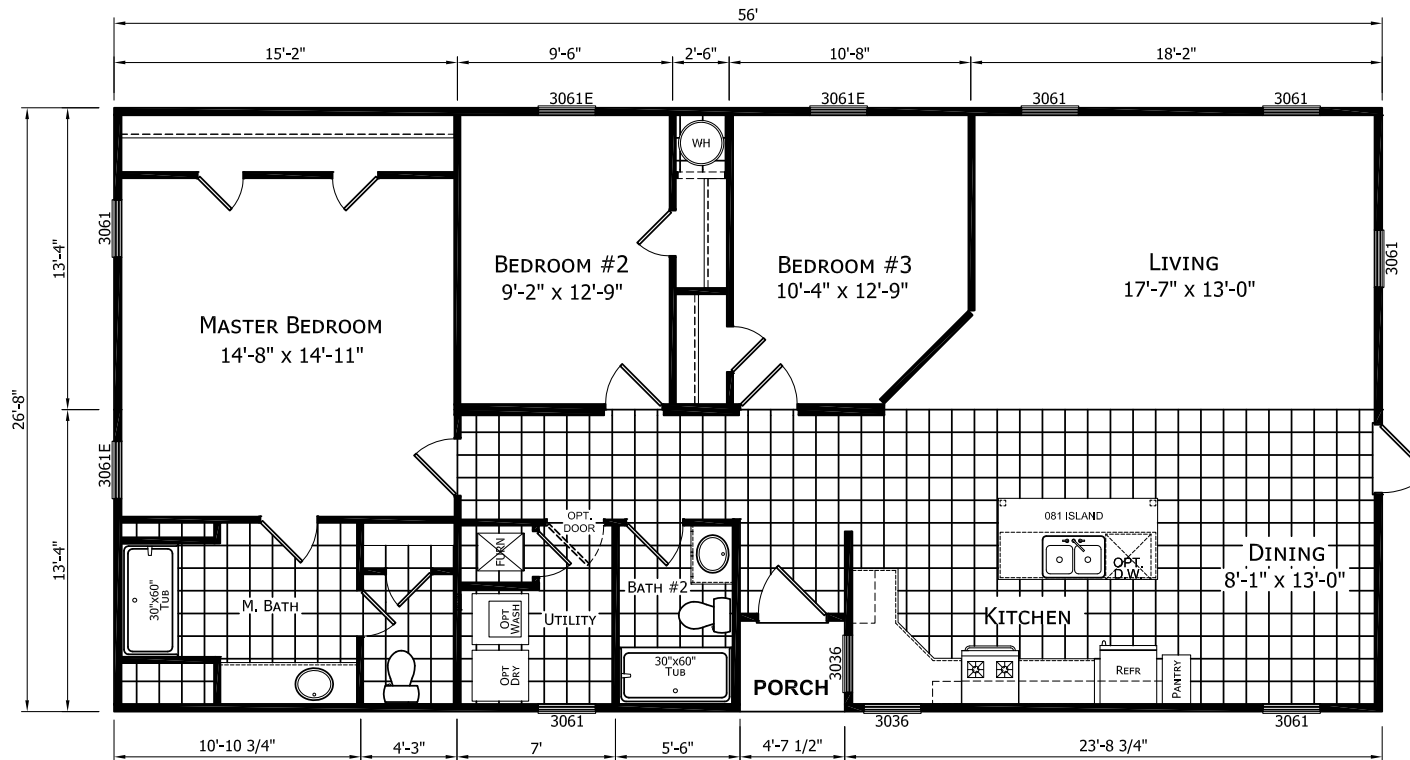 56'
15'-2"
9'-6"
2'-6"
10'-8"
18'-2"
3061E
3061E
3061
3061
WH
3061
3061
26'-8"
13'-4"
BEDROOM #2
9'-2" x 12'-9"
BEDROOM #3
10'-4" x 12'-9"
LIVING
17'-7" x 13'-0"
MASTER BEDROOM
14'-8" x 14'-11"
3061E
13'-4"
OPT.
DOOR
081 ISLAND
OPT.
D.W.
DINING
8'-1" x 13'-0"
FURN
BATH #2
30"x60"
TUB
M. BATH
OPT
WASH
UTILITY
KITCHEN
OPT
DRY
30"x60"
TUB
PORCH
3036
REFR
PANTRY
3061
3036
3061
10'-10 3/4"
4'-3"
7'
5'-6"
4'-7 1/2"
23'-8 3/4"